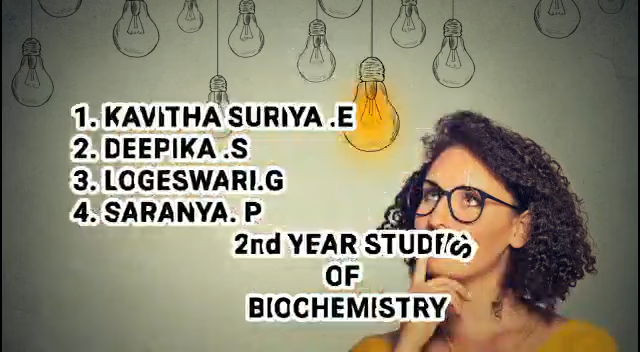 1. KAVITHA SURIYA .E
2. DEEPIKA .S
3. LOGESWARI.G
4. SARANYA. P
2nd YEAR STUDIES
OF
BIOCHEMISTRY